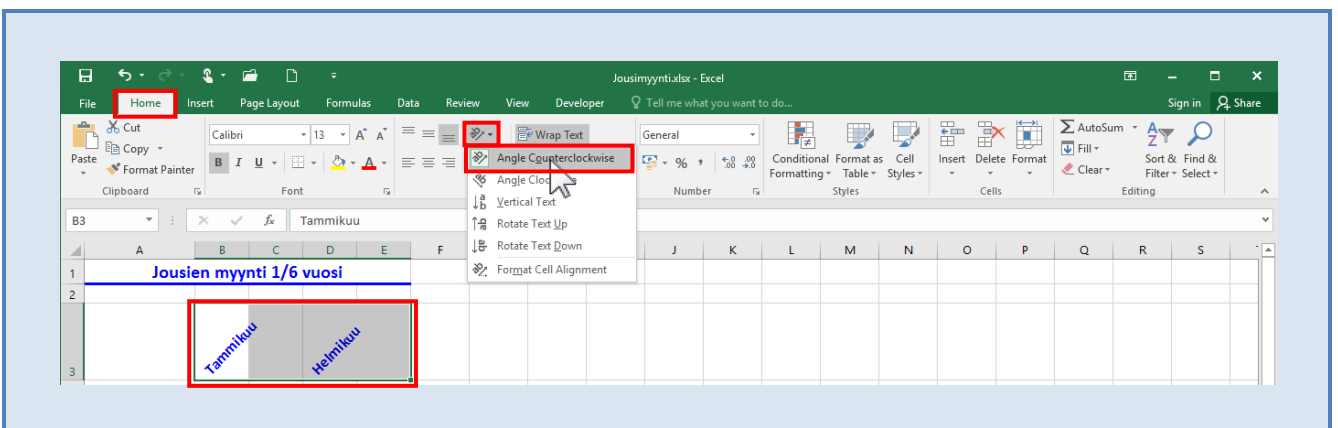 Jousimyynti.xlsx - Excel
File Home Insert Page Layout Formulas Data Review View Developer Tell me what you want to do... Sign in Share
Paste
Cut
Copy
Format Painter
Clipboard
Calibri 13 A A
B I U A
Font
Wrap Text
Angle Counterclockwise
Vertical Text
Rotate Text Up
Rotate Text Down
Format Cell Alignment
General
% ,
Number
Conditional Formatting
Format as Table
Cell Styles
Styles
Insert Delete Format
Cells
AutoSum
Fill
Clear
Sort & Filter
Find & Select
Editing
B3 fx Tammikuu
A B C D E F J K L M N O P Q R S
1 Jousien myynti 1/6 vuosi
2
3 Tammikuu Helmikuu